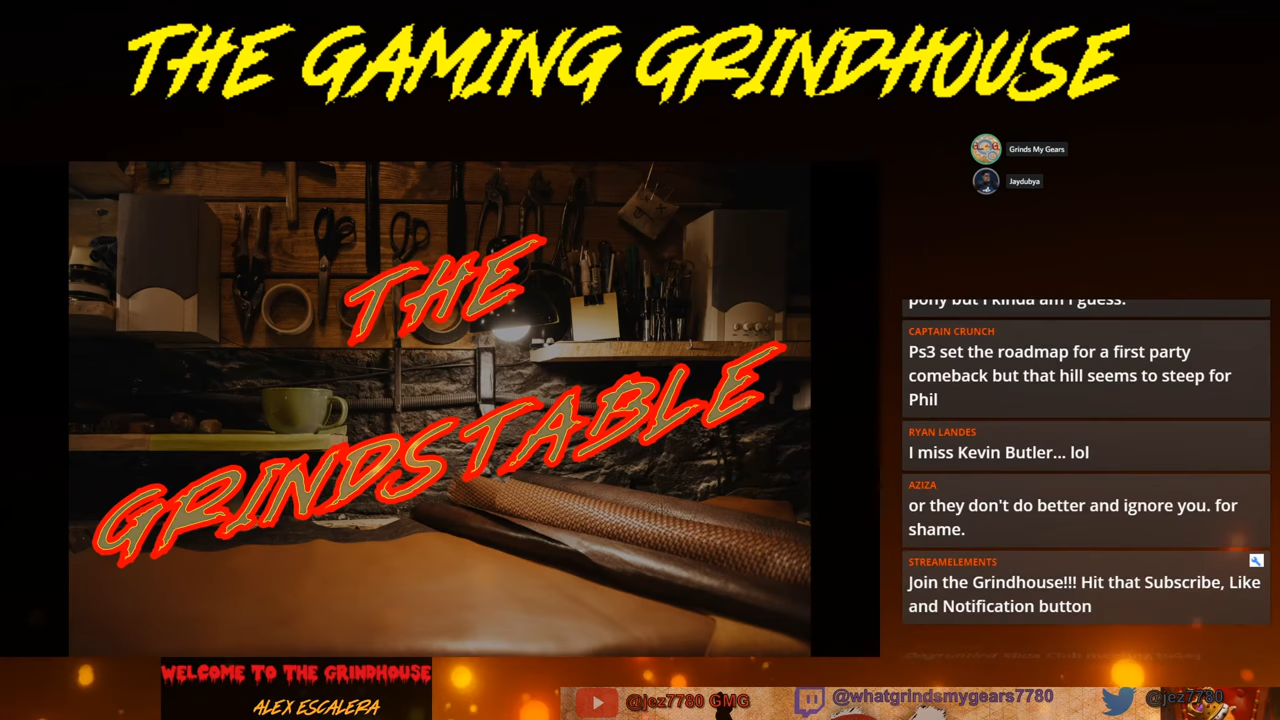 THE GAMING GRINDHOUSE
Grinds My Gears
Jaydubya
THE
GRINDSTABLE
pony but I kinda am I guess.
CAPTAIN CRUNCH
Ps3 set the roadmap for a first party
comeback but that hill seems to steep for
Phil
RYAN LANDES
I miss Kevin Butler... lol
AZIZA
or they don't do better and ignore you. for
shame.
STREAMELEMENTS
Join the Grindhouse!!! Hit that Subscribe, Like
and Notification button
WELCOME TO THE GRINDHOUSE
ALEX ESCALERA
@jez7780 GMG
@whatgrindsmygears7780
@jez7780